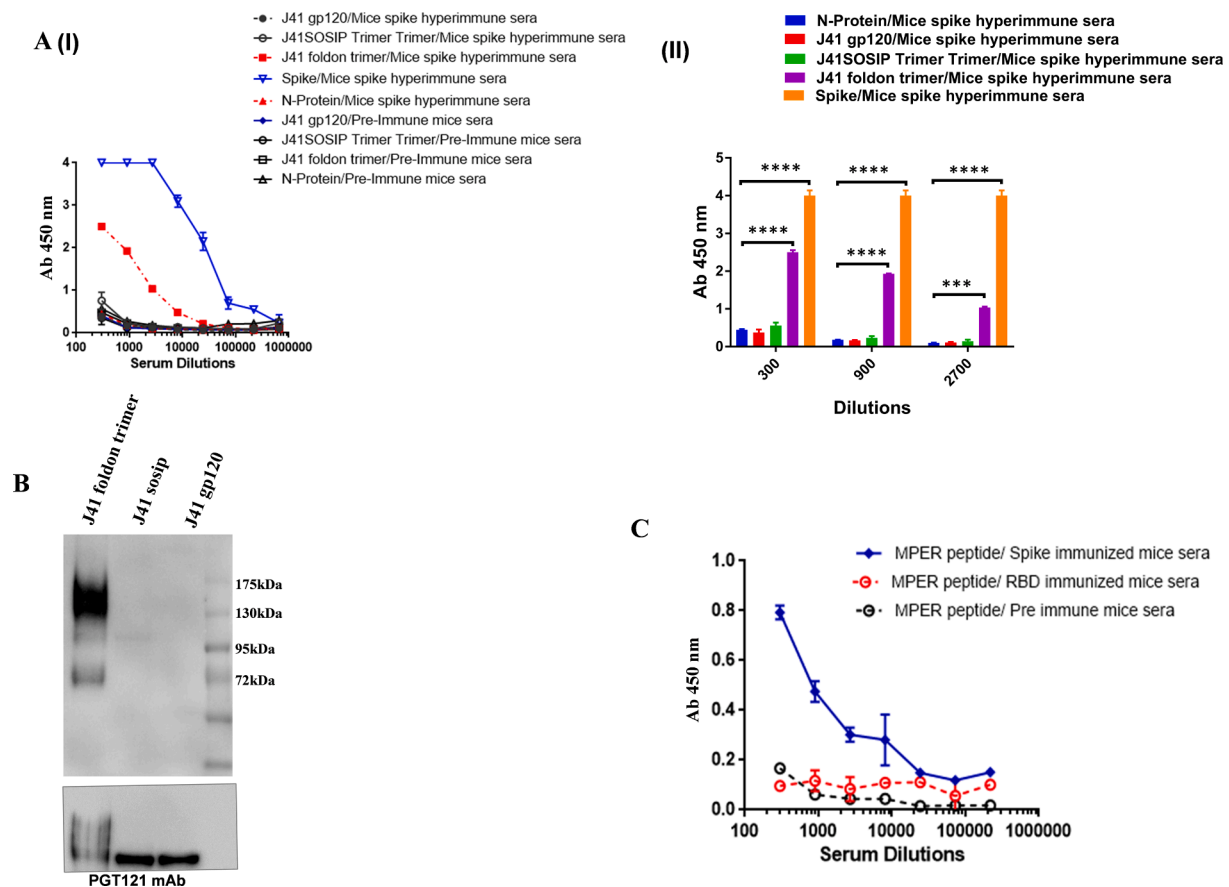 A (I)
J41 gp120/Mice spike hyperimmune sera
J41SOSIP Trimer Trimer/Mice spike hyperimmune sera
J41 foldon trimer/Mice spike hyperimmune sera
Spike/Mice spike hyperimmune sera
N-Protein/Mice spike hyperimmune sera
J41 gp120/Pre-Immune mice sera
J41SOSIP Trimer Trimer/Pre-Immune mice sera
J41 foldon trimer/Pre-Immune mice sera
N-Protein/Pre-Immune mice sera
Ab 450 nm
4
3
2
1
0
100 1000 10000 100000 1000000
Serum Dilutions
(II)
N-Protein/Mice spike hyperimmune sera
J41 gp120/Mice spike hyperimmune sera
J41SOSIP Trimer Trimer/Mice spike hyperimmune sera
J41 foldon trimer/Mice spike hyperimmune sera
Spike/Mice spike hyperimmune sera
Ab 450 nm
5
4
3
2
1
0
**** **** ****
**** **** ***
300 900 2700
Dilutions
B
J41 foldon trimer
J41 sosip
J41 gp120
175kDa
130kDa
95kDa
72kDa
PGT121 mAb
C
MPER peptide/ Spike immunized mice sera
MPER peptide/ RBD immunized mice sera
MPER peptide/ Pre immune mice sera
Ab 450 nm
1.0
0.8
0.6
0.4
0.2
0.0
100 1000 10000 100000 1000000
Serum Dilutions